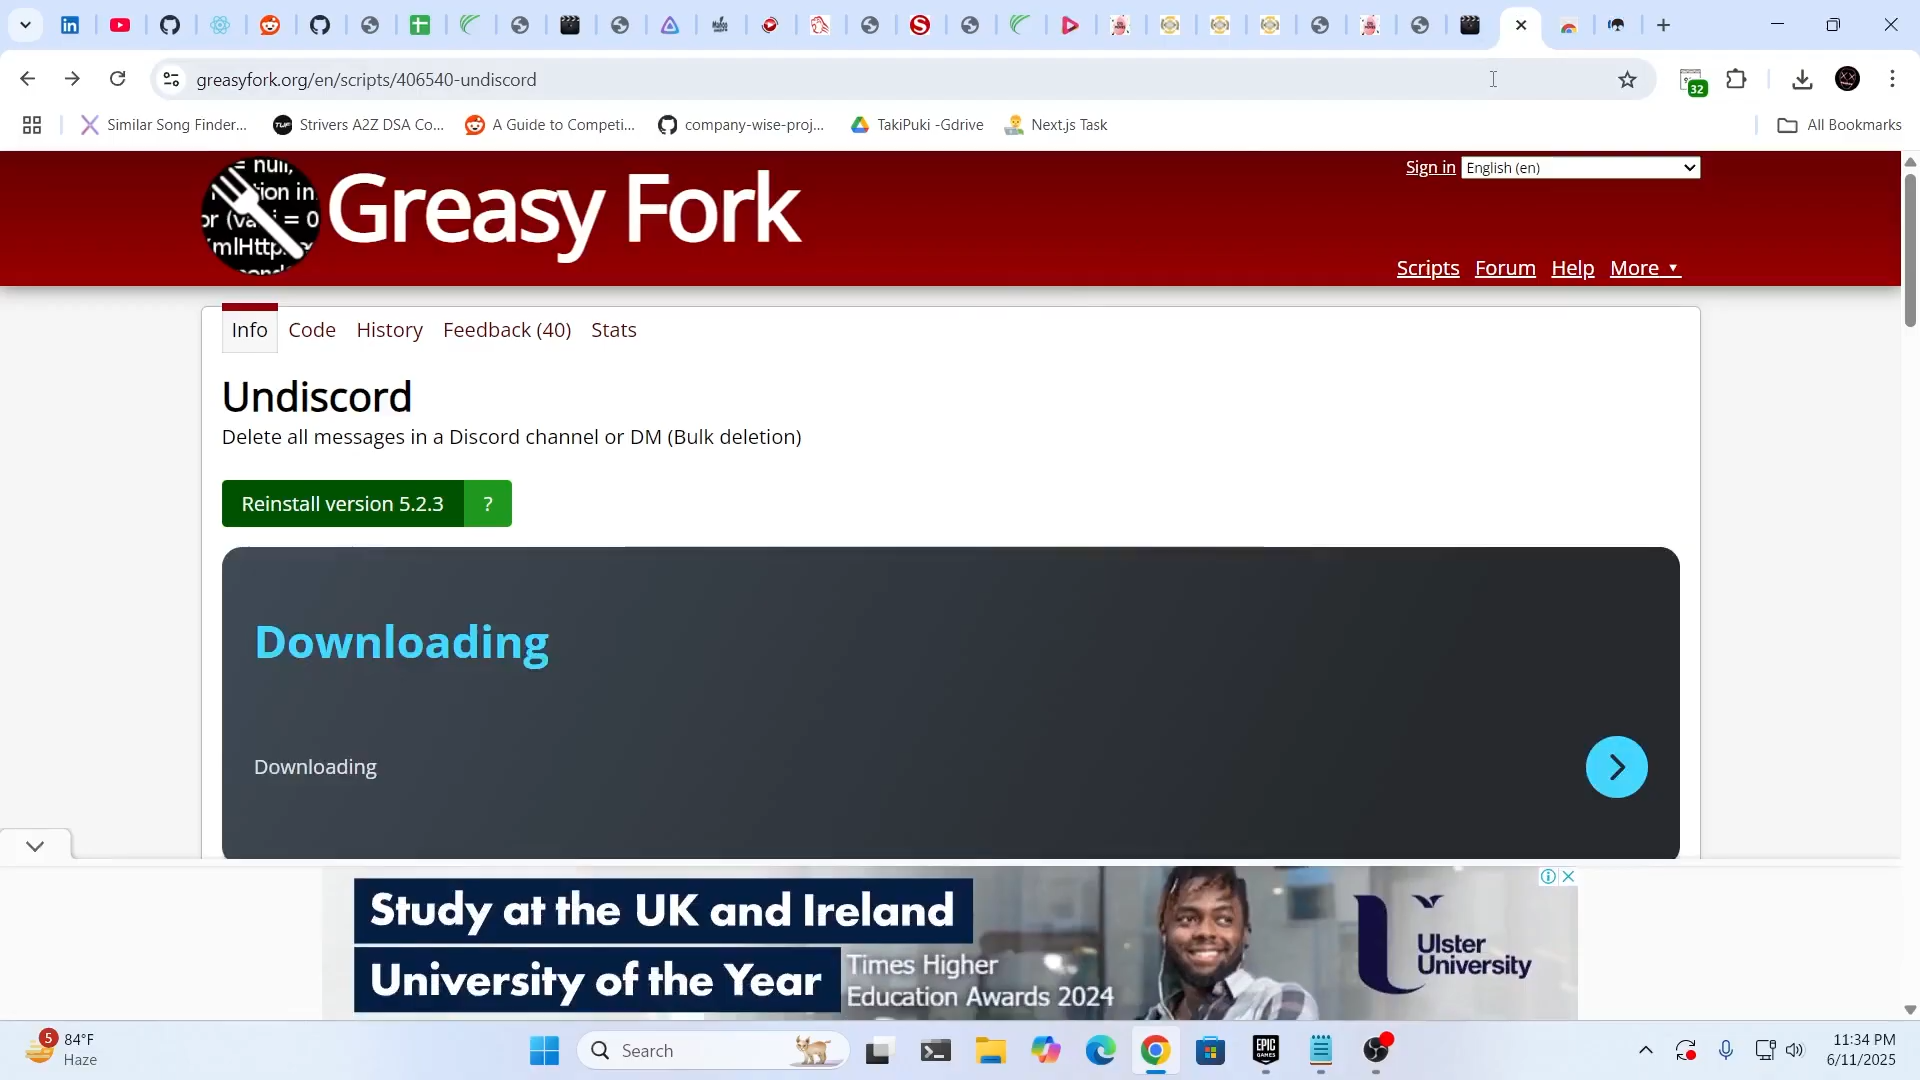 greasyfork.org/en/scripts/406540-undiscord
32
Similar Song Finder...
Strivers A2Z DSA Co...
A Guide to Competi...
company-wise-proj...
TakiPuki -Gdrive
Next.js Task
All Bookmarks
Greasy Fork
Sign in
English (en)
Scripts
Forum
Help
More
Info
Code
History
Feedback (40)
Stats
Undiscord
Delete all messages in a Discord channel or DM (Bulk deletion)
Reinstall version 5.2.3
?
Downloading
Downloading
Study at the UK and Ireland
University of the Year
Times Higher
Education Awards 2024
Ulster
University
5
84°F
Haze
Search
EPIC
GAMES
11:34 PM
6/11/2025